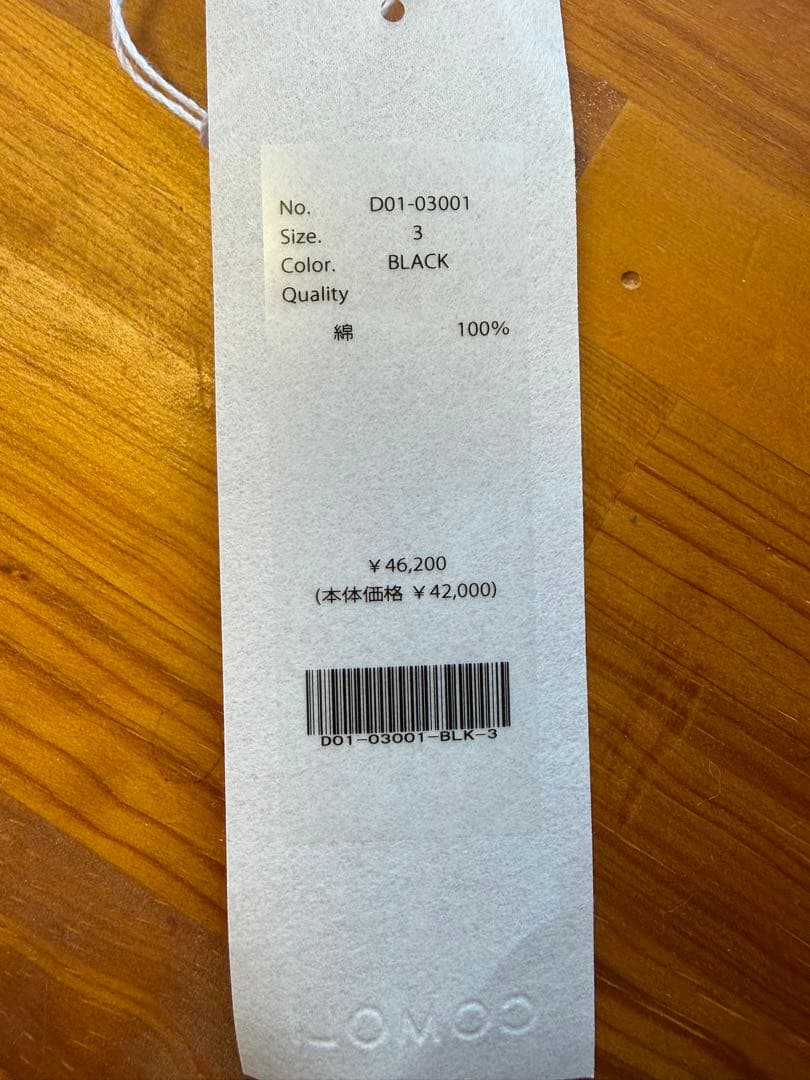 No. D01-03001
Size. 3
Color. BLACK
Quality
綿 100%
¥46,200
(本体価格 ¥42,000)
D01-03001-BLK-3
COMOLI